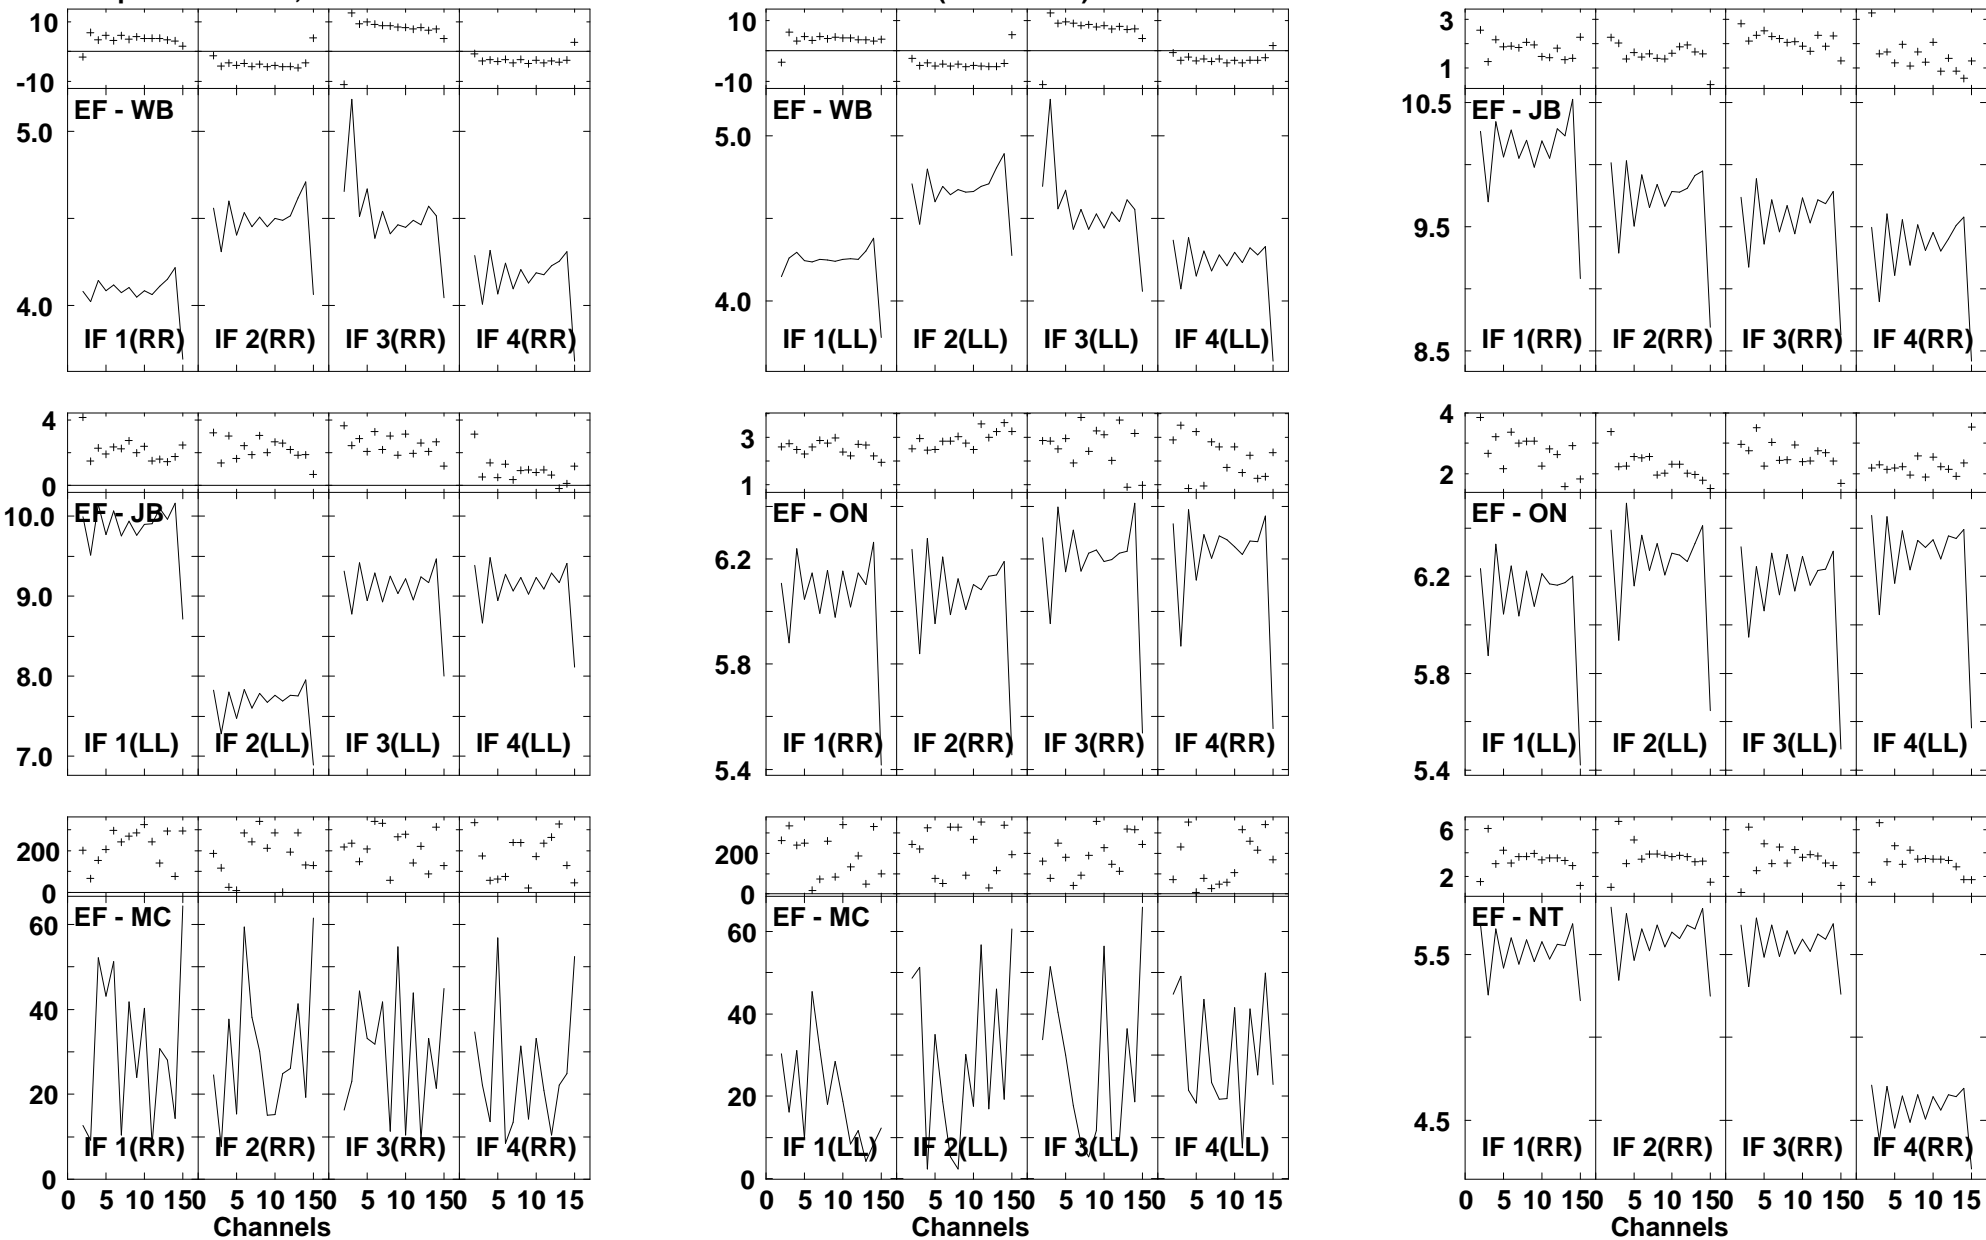 10
-10
EF - WB
5.0
4.0
IF 1(RR) IF 2(RR) IF 3(RR) IF 4(RR)
10
-10
EF - WB
5.0
4.0
IF 1(LL) IF 2(LL) IF 3(LL) IF 4(LL)
3
1
10.5
EF - JB
9.5
8.5
IF 1(RR) IF 2(RR) IF 3(RR) IF 4(RR)
4
0
10.0
EF - JB
9.0
8.0
7.0
IF 1(LL) IF 2(LL) IF 3(LL) IF 4(LL)
3
1
EF - ON
6.2
5.8
5.4
IF 1(RR) IF 2(RR) IF 3(RR) IF 4(RR)
4
2
EF - ON
6.2
5.8
5.4
IF 1(LL) IF 2(LL) IF 3(LL) IF 4(LL)
200
0
EF - MC
60
40
20
0
IF 1(RR) IF 2(RR) IF 3(RR) IF 4(RR)
0 5 10 150 5 10 150 5 10 150 5 10 15
Channels
200
0
EF - MC
60
40
20
0
IF 1(LL) IF 2(LL) IF 3(LL) IF 4(LL)
0 5 10 150 5 10 150 5 10 150 5 10 15
Channels
6
2
EF - NT
5.5
4.5
IF 1(RR) IF 2(RR) IF 3(RR) IF 4(RR)
0 5 10 150 5 10 150 5 10 150 5 10 15
Channels